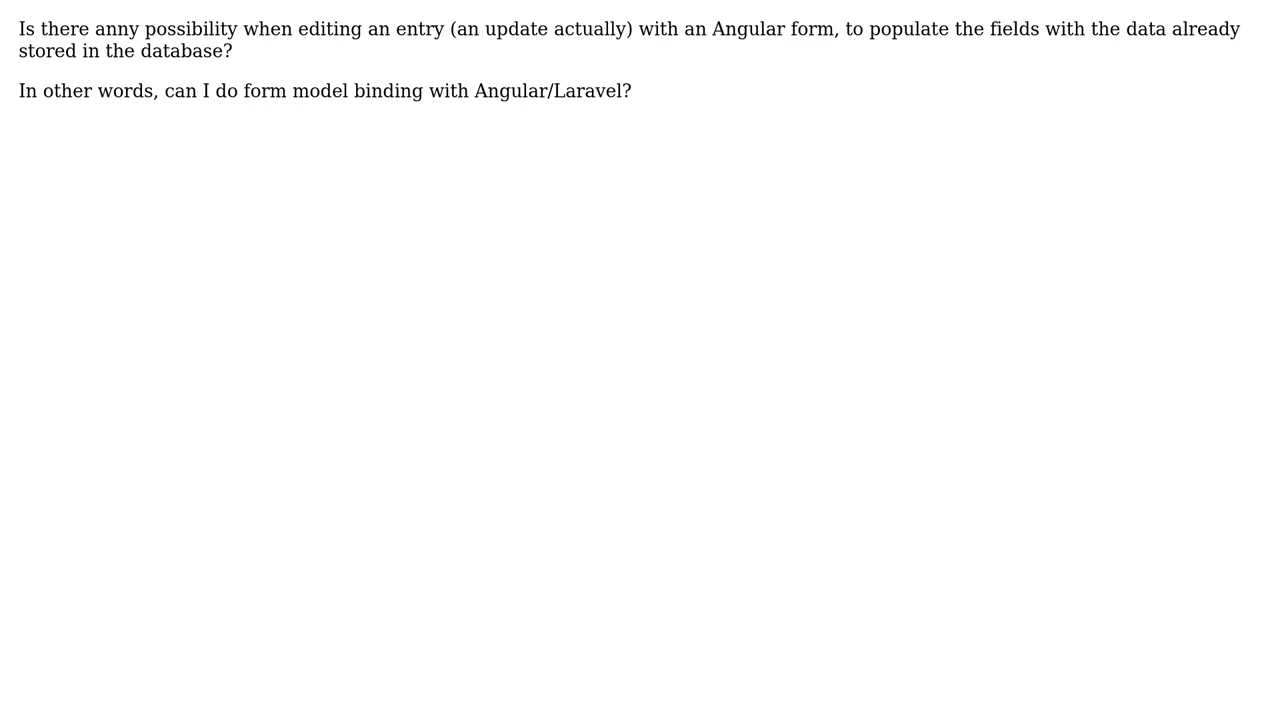 Is there anny possibility when editing an entry (an update actually) with an Angular form, to populate the fields with the data already
stored in the database?
In other words, can I do form model binding with Angular/Laravel?